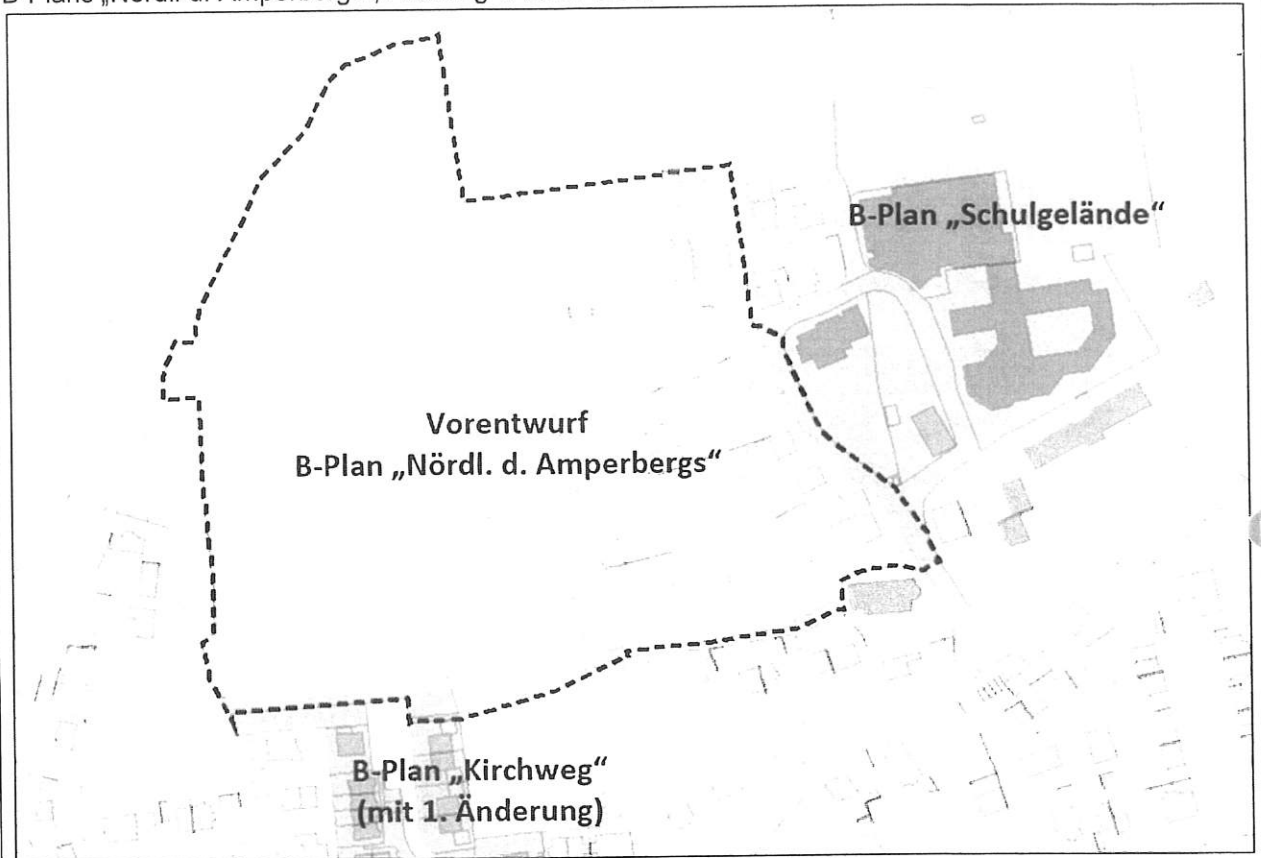 B-Plan „Schulgelände“
Vorentwurf
B-Plan „Nördl. d. Amperbergs“
B-Plan „Kirchweg“
(mit 1. Änderung)